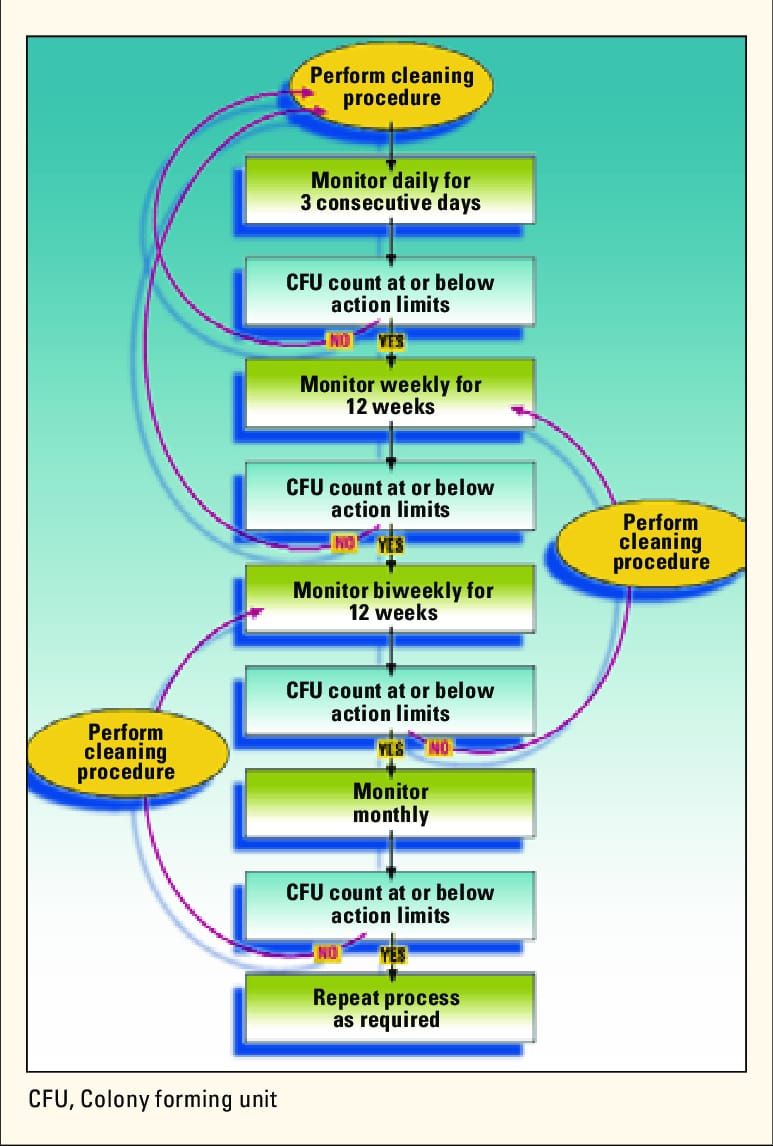 Perform cleaning
procedure
Monitor daily for
3 consecutive days
CFU count at or below
action limits
NO
YES
Monitor weekly for
12 weeks
CFU count at or below
action limits
NO
YES
Perform
cleaning
procedure
Monitor biweekly for
12 weeks
CFU count at or below
action limits
YES
NO
Perform
cleaning
procedure
Monitor
monthly
CFU count at or below
action limits
NO
YES
Repeat process
as required
CFU, Colony forming unit